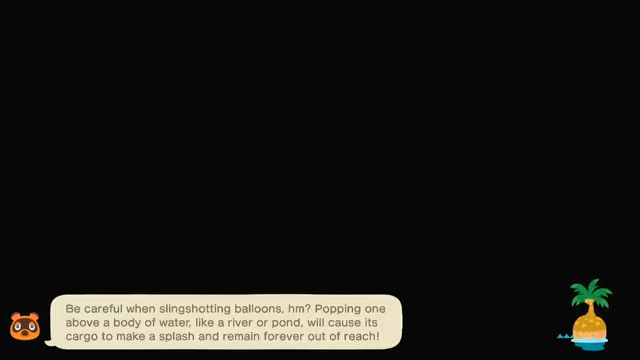 Be careful when slingshotting balloons, hm? Popping one
above a body of water, like a river or pond, will cause its
cargo to make a splash and remain forever out of reach!